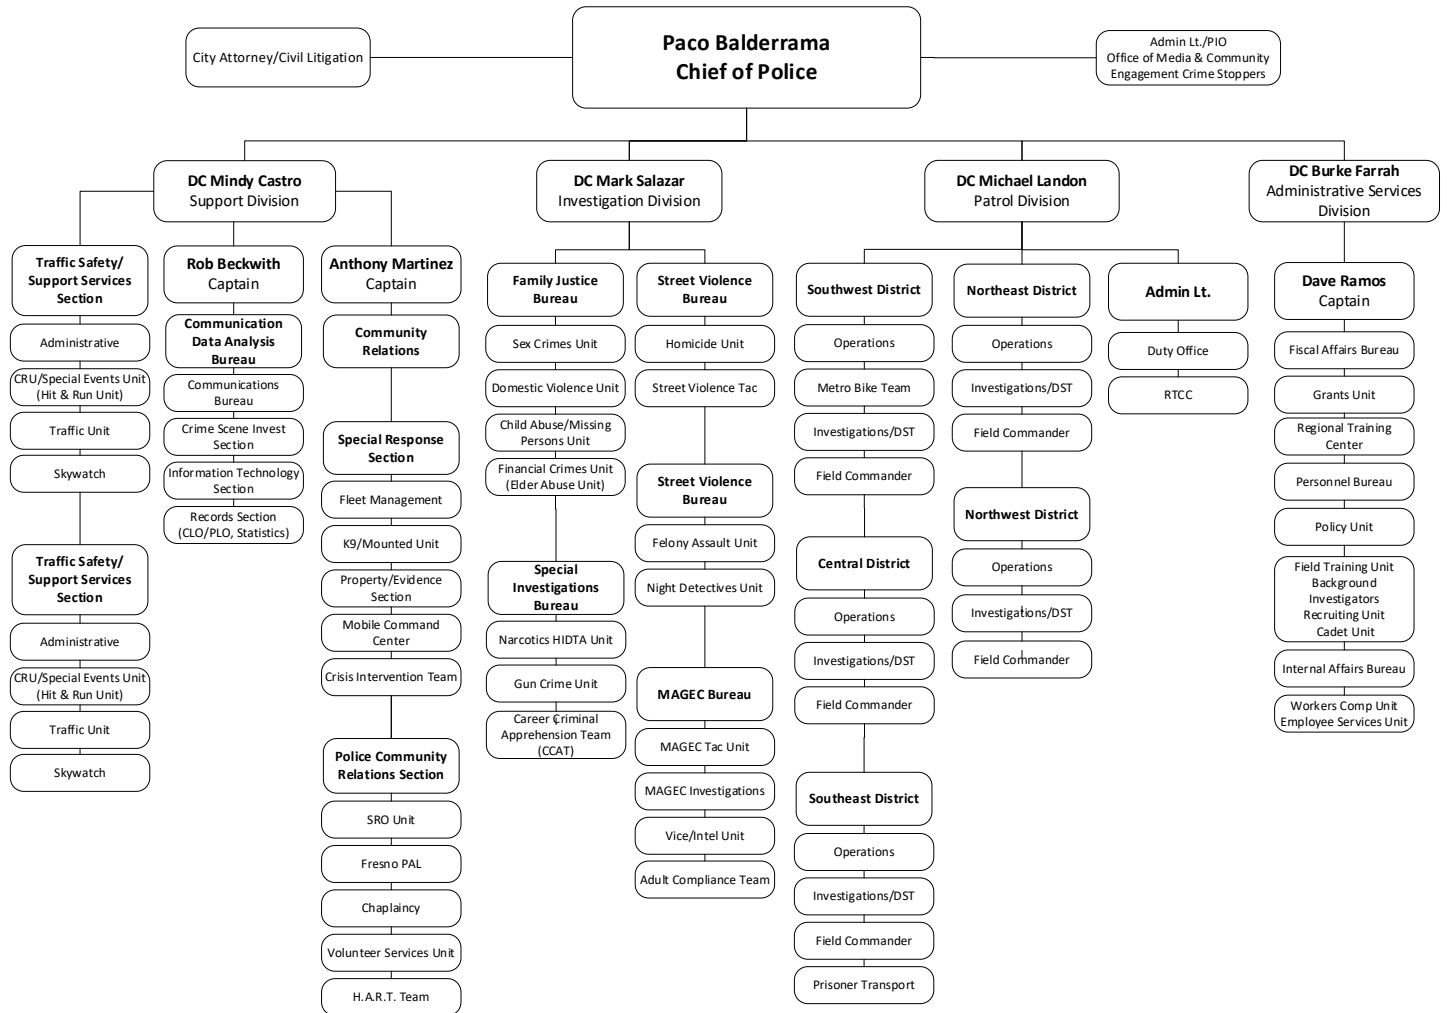 Paco Balderrama
Chief of Police
City Attorney/Civil Litigation
Admin Lt./PIO
Office of Media & Community
Engagement Crime Stoppers
DC Mindy Castro
Support Division
DC Mark Salazar
Investigation Division
DC Michael Landon
Patrol Division
DC Burke Farrah
Administrative Services
Division
Traffic Safety/
Support Services
Section
Administrative
CRU/Special Events Unit
(Hit & Run Unit)
Traffic Unit
Skywatch
Traffic Safety/
Support Services
Section
Administrative
CRU/Special Events Unit
(Hit & Run Unit)
Traffic Unit
Skywatch
Rob Beckwith
Captain
Communication
Data Analysis
Bureau
Communications
Bureau
Crime Scene Invest
Section
Information Technology
Section
Records Section
(CLO/PLO, Statistics)
Anthony Martinez
Captain
Community
Relations
Special Response
Section
Fleet Management
K9/Mounted Unit
Property/Evidence
Section
Mobile Command
Center
Crisis Intervention Team
Police Community
Relations Section
SRO Unit
Fresno PAL
Chaplaincy
Volunteer Services Unit
H.A.R.T. Team
Family Justice
Bureau
Sex Crimes Unit
Domestic Violence Unit
Child Abuse/Missing
Persons Unit
Financial Crimes Unit
(Elder Abuse Unit)
Special
Investigations
Bureau
Narcotics HIDTA Unit
Gun Crime Unit
Career Criminal
Apprehension Team
(CCAT)
Street Violence
Bureau
Homicide Unit
Street Violence Tac
Street Violence
Bureau
Felony Assault Unit
Night Detectives Unit
MAGEC Bureau
MAGEC Tac Unit
MAGEC Investigations
Vice/Intel Unit
Adult Compliance Team
Southwest District
Operations
Metro Bike Team
Investigations/DST
Field Commander
Central District
Operations
Investigations/DST
Field Commander
Southeast District
Operations
Investigations/DST
Field Commander
Prisoner Transport
Northeast District
Operations
Investigations/DST
Field Commander
Northwest District
Operations
Investigations/DST
Field Commander
Admin Lt.
Duty Office
RTCC
Dave Ramos
Captain
Fiscal Affairs Bureau
Grants Unit
Regional Training
Center
Personnel Bureau
Policy Unit
Field Training Unit
Background
Investigators
Recruiting Unit
Cadet Unit
Internal Affairs Bureau
Workers Comp Unit
Employee Services Unit